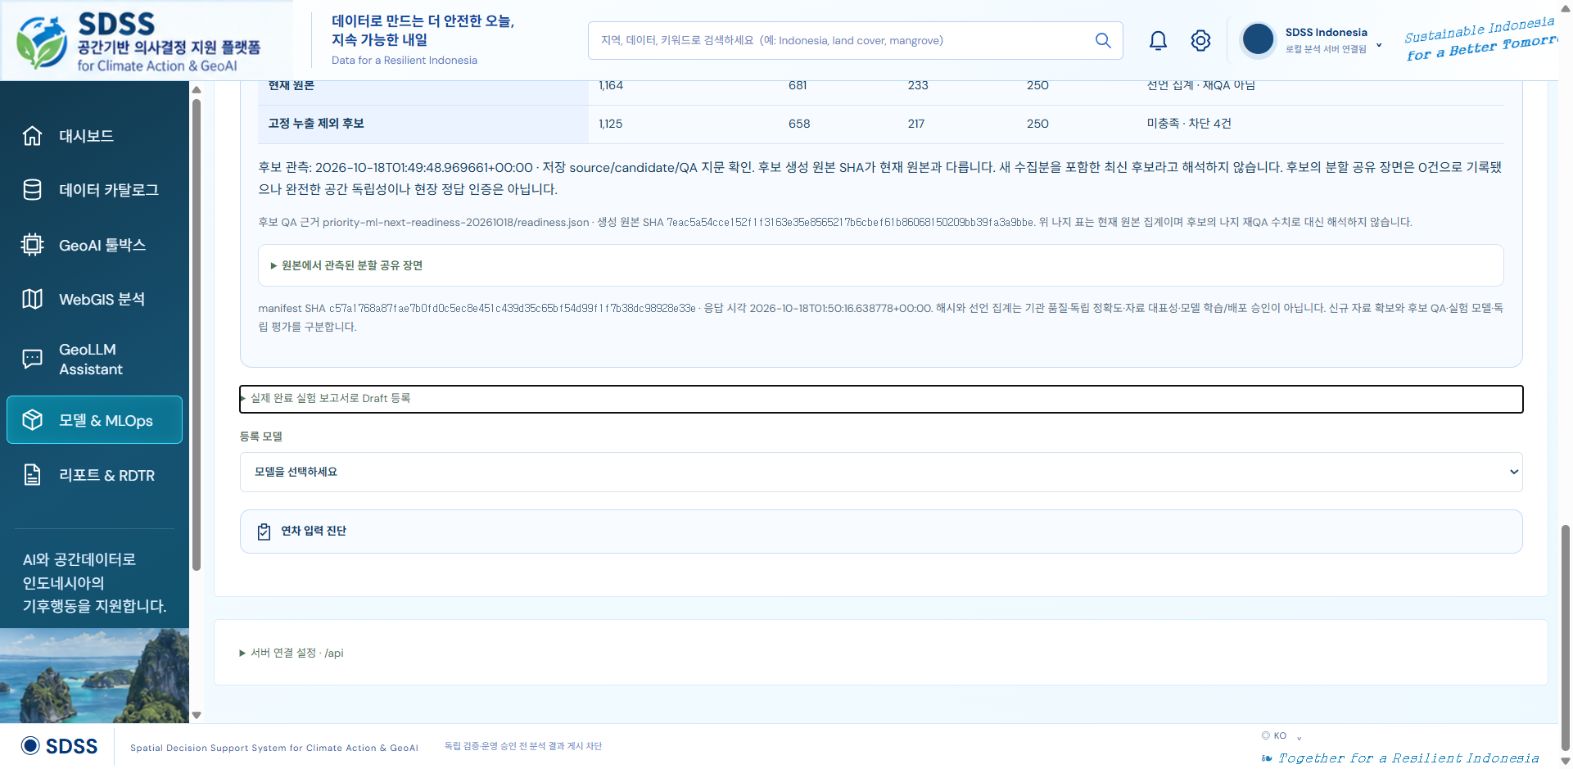 SDSS
공간기반 의사결정 지원 플랫폼
for Climate Action & GeoAI
데이터로 만드는 더 안전한 오늘,
지속 가능한 내일
Data for a Resilient Indonesia
지역, 데이터, 키워드로 검색하세요 (예: Indonesia, land cover, mangrove)
SDSS Indonesia
로컬 분석 서버 연결됨
Sustainable Indonesia
for a Better Tomorr
대시보드
데이터 카탈로그
GeoAI 툴박스
WebGIS 분석
GeoLLM
Assistant
모델 & MLOps
리포트 & RDTR
AI와 공간데이터로
인도네시아의
기후행동을 지원합니다.
현재 원본 1,164 681 233 250 선언 집계 · 재QA 아님
고정 누출 제외 후보 1,125 658 217 250 미충족 · 차단 4건
후보 관측: 2026-10-18T01:49:48.969661+00:00 · 저장 source/candidate/QA 지문 확인. 후보 생성 원본 SHA가 현재 원본과 다릅니다. 새 수집분을 포함한 최신 후보라고 해석하지 않습니다. 후보의 분할 공유 장면은 0건으로 기록됐
으나 완전한 공간 독립성이나 현장 정답 인증은 아닙니다.
후보 QA 근거 priority-ml-next-readiness-20261018/readiness.json · 생성 원본 SHA 7eac5a54cce152f1f3163e35e8565217b6cbef61b86068150209bb39fa3a9bbe. 위 나지 표는 현재 원본 집계이며 후보의 나지 재QA 수치로 대신 해석하지 않습니다.
▶ 원본에서 관측된 분할 공유 장면
manifest SHA c57a1768a87fae7b0fd0c5ec8e451c439d35c65bf54d99f1f7b38dc98928e33e · 응답 시각 2026-10-18T01:50:16.638778+00:00. 해시와 선언 집계는 기관 품질·독립 정확도·자료 대표성·모델 학습/배포 승인이 아닙니다. 신규 자료 확보와 후보 QA·실험 모델·독
립 평가를 구분합니다.
▶ 실제 완료 실험 보고서로 Draft 등록
등록 모델
모델을 선택하세요
연차 입력 진단
▶ 서버 연결 설정 · /api
SDSS
Spatial Decision Support System for Climate Action & GeoAI
독립 검증·운영 승인 전 분석 결과 게시 차단
KO
Together for a Resilient Indonesia